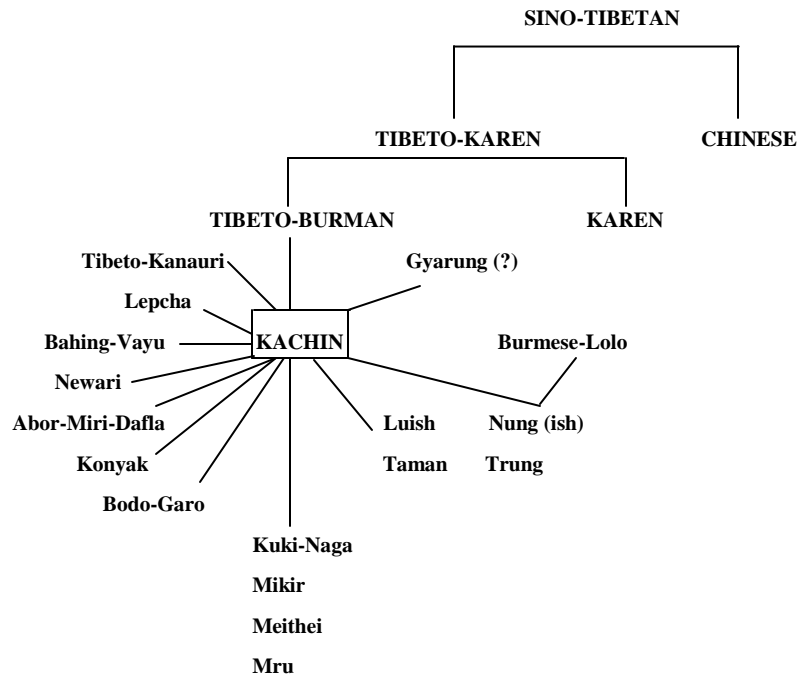 SINO-TIBETAN
TIBETO-KAREN CHINESE
TIBETO-BURMAN KAREN
Tibeto-Kanauri Gyarung (?)
Lepcha
Bahing-Vayu KACHIN Burmese-Lolo
Newari
Abor-Miri-Dafla Luish Nung (ish)
Konyak Taman Trung
Bodo-Garo
Kuki-Naga
Mikir
Meithei
Mru